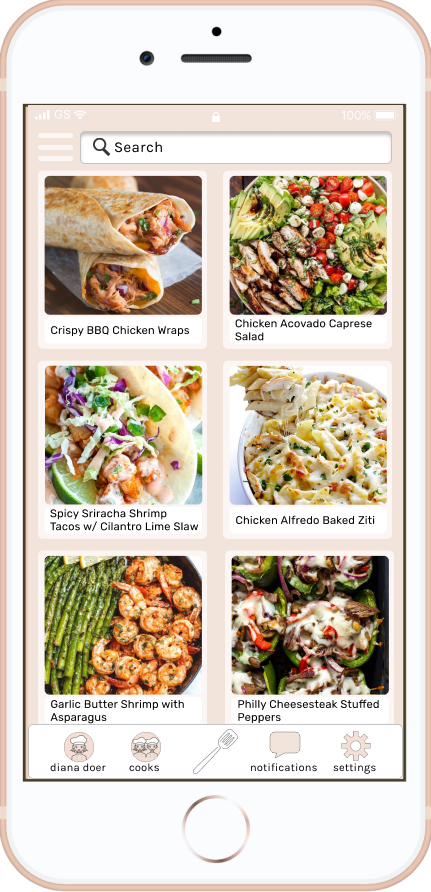 GS 100%
Search
Crispy BBQ Chicken Wraps
Chicken Acovado Caprese
Salad
Spicy Sriracha Shrimp
Tacos w/ Cilantro Lime Slaw
Chicken Alfredo Baked Ziti
Garlic Butter Shrimp with
Asparagus
Philly Cheesesteak Stuffed
Peppers
diana doer cooks notifications settings